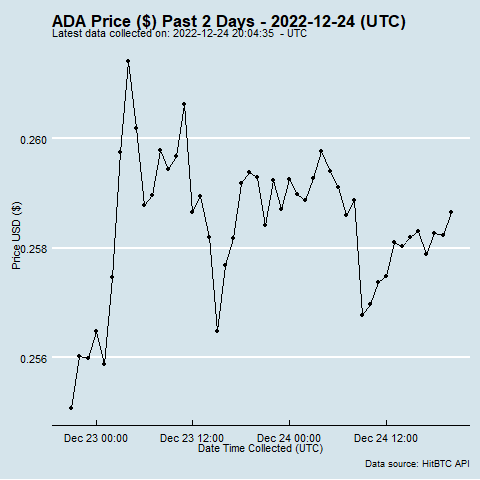 ADA Price ($) Past 2 Days - 2022-12-24 (UTC)
Latest data collected on: 2022-12-24 20:04:35  - UTC
0.260
0.258
0.256
Price USD ($)
Dec 23 00:00
Dec 23 12:00
Dec 24 00:00
Dec 24 12:00
Date Time Collected (UTC)
Data source: HitBTC API